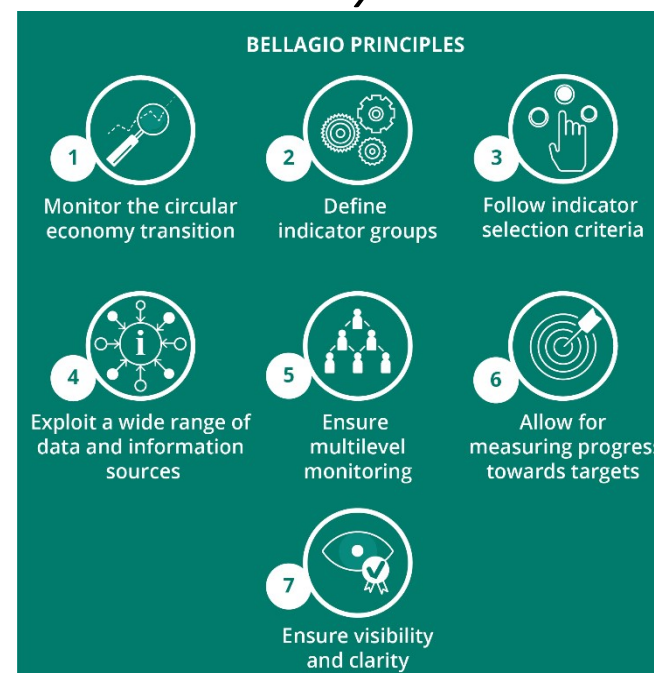 BELLAGIO PRINCIPLES
1
Monitor the circular
economy transition
2
Define
indicator groups
3
Follow indicator
selection criteria
4
i
Exploit a wide range of
data and information
sources
5
Ensure
multilevel
monitoring
6
Allow for
measuring progres
towards targets
7
Ensure visibility
and clarity